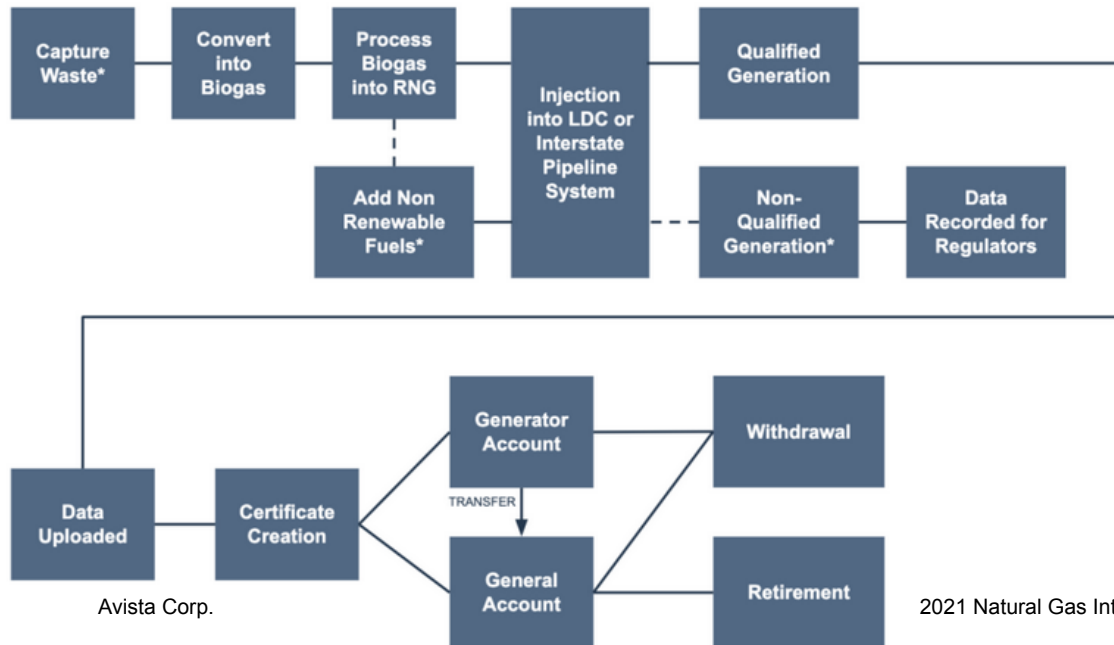 Capture
Waste*
Convert
into
Biogas
Process
Biogas
into RNG
Injection
into LDC or
Interstate
Pipeline
System
Qualified
Generation
Add Non
Renewable
Fuels*
Non-
Qualified
Generation*
Data
Recorded for
Regulators
Data
Uploaded
Certificate
Creation
Generator
Account
TRANSFER
General
Account
Withdrawal
Retirement
Avista Corp.
2021 Natural Gas Int